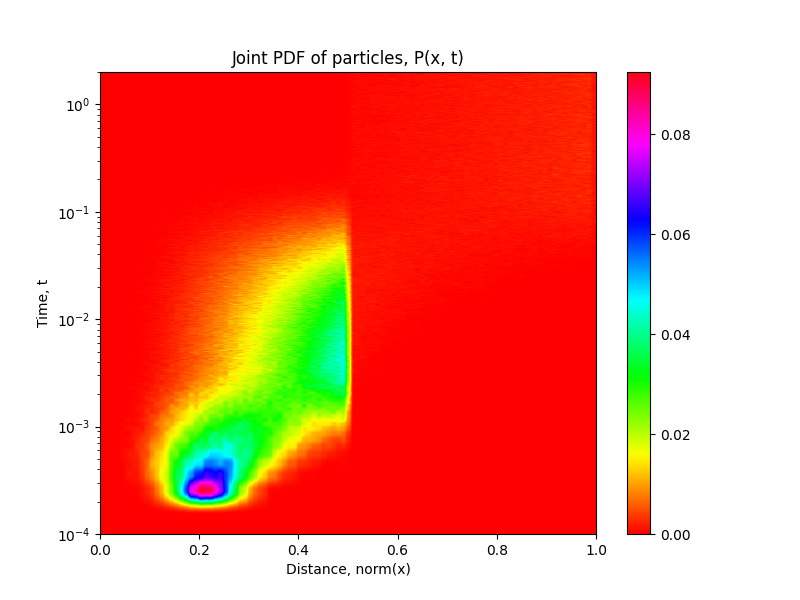 Joint PDF of particles, P(x, t)
10⁰
10⁻¹
10⁻²
10⁻³
10⁻⁴
Time, t
0.0 0.2 0.4 0.6 0.8 1.0
Distance, norm(x)
0.08
0.06
0.04
0.02
0.00